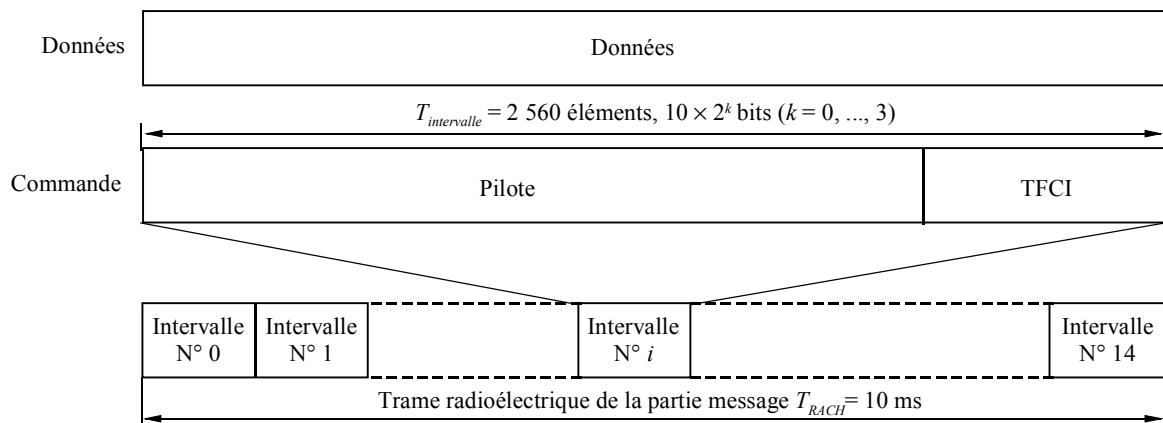 Données
Données
T_intervalle = 2 560 éléments, 10 × 2^k bits (k = 0, ..., 3)
Commande
Pilote
TFCI
Intervalle
N° 0
Intervalle
N° 1
Intervalle
N° i
Intervalle
N° 14
Trame radioélectrique de la partie message T_RACH = 10 ms